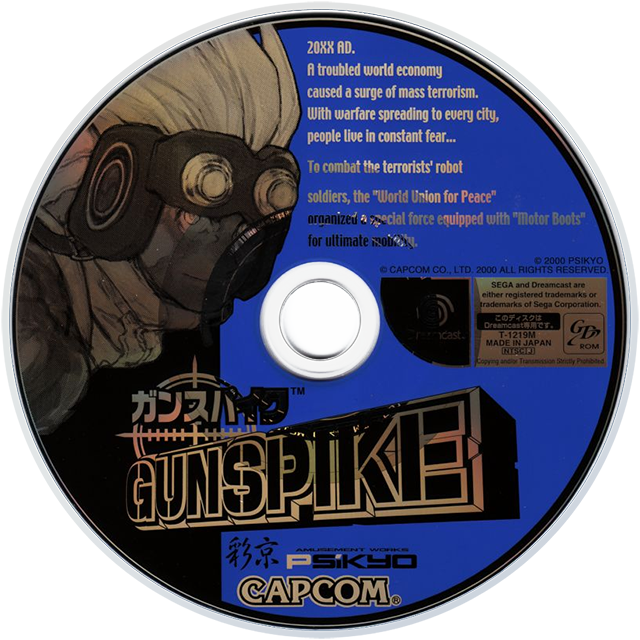 20XX AD.
A troubled world economy
caused a surge of mass terrorism.
With warfare spreading to every city,
people live in constant fear...
To combat the terrorists' robot
soldiers, the "World Union for Peace"
organized a special force equipped with "Motor Boots"
for ultimate mobility.
© 2000 PSIKYO
© CAPCOM CO., LTD. 2000 ALL RIGHTS RESERVED.
Dreamcast
SEGA and Dreamcast are
either registered trademarks or
trademarks of Sega Corporation.
このディスクは
Dreamcast専用です。
T-1219M
MADE IN JAPAN
NTSC J
GD
ROM
Copying and/or Transmission Strictly Prohibited.
ガンスパイク™
GUNSPIKE
彩京
AMUSEMENT WORKS
PSIKYO
CAPCOM®